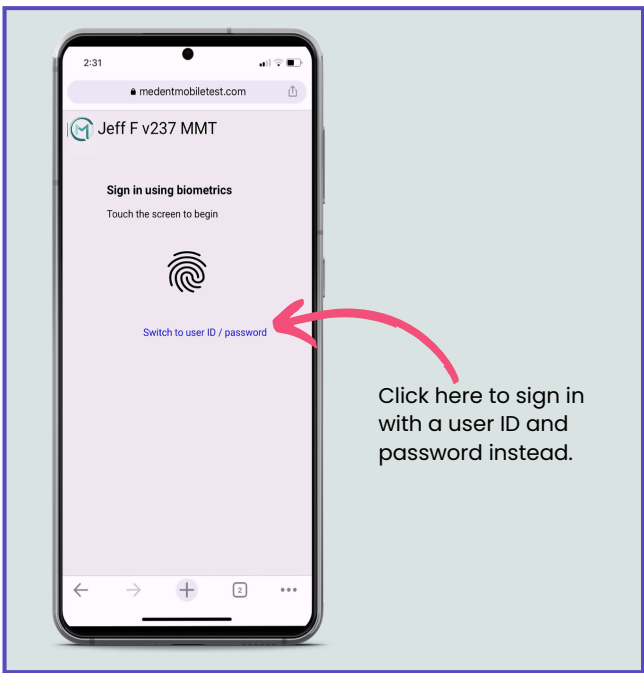 2:31
medentmobiletest.com
Jeff F v237 MMT
Sign in using biometrics
Touch the screen to begin
Switch to user ID / password
Click here to sign in
with a user ID and
password instead.
2